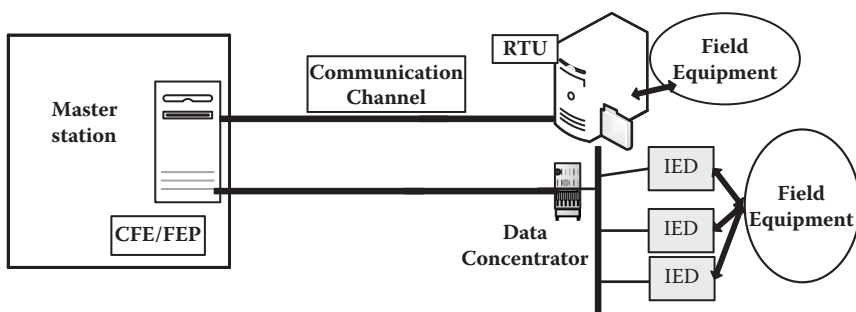 Master
station
CFE/FEP
Communication
Channel
RTU
Field
Equipment
Data
Concentrator
IED
IED
IED
Field
Equipment